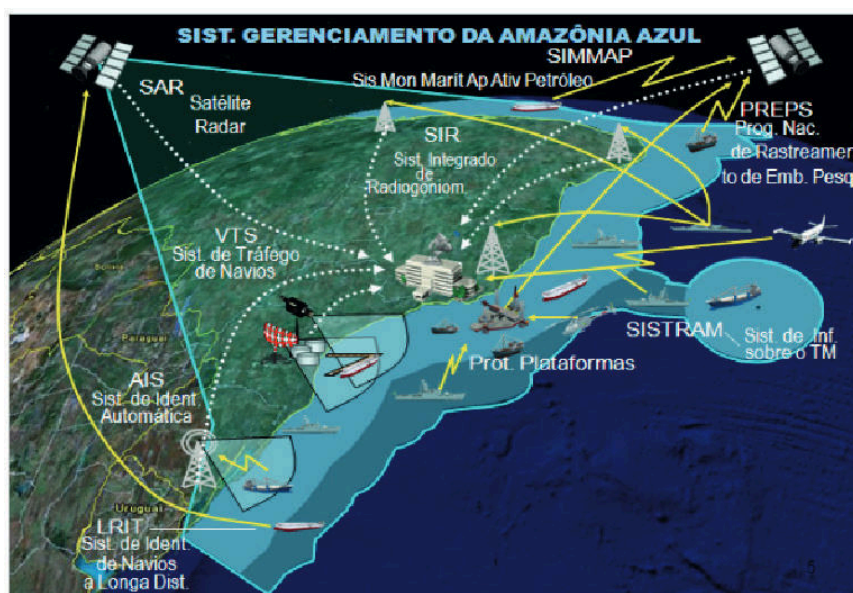 SIST. GERENCIAMENTO DA AMAZÔNIA AZUL
SIMMAP
Sis Mon Marit Ap Ativ Petróleo
SAR
Satélite
Radar
PREPS
Prog. Nac.
de Rastreamen
to de Emb. Pesq
SIR
Sist. Integrado
de
Radiogoniom
VTS
Sist. de Tráfego
de Navios
Bolivia
Paraguai
SISTRAM
Sist. de Inf.
sobre o TM
Prot. Plataformas
AIS
Sist. de Ident
Automática
Uruguai
LRIT
Sist. de Ident.
de Navios
a Longa Dist.
5